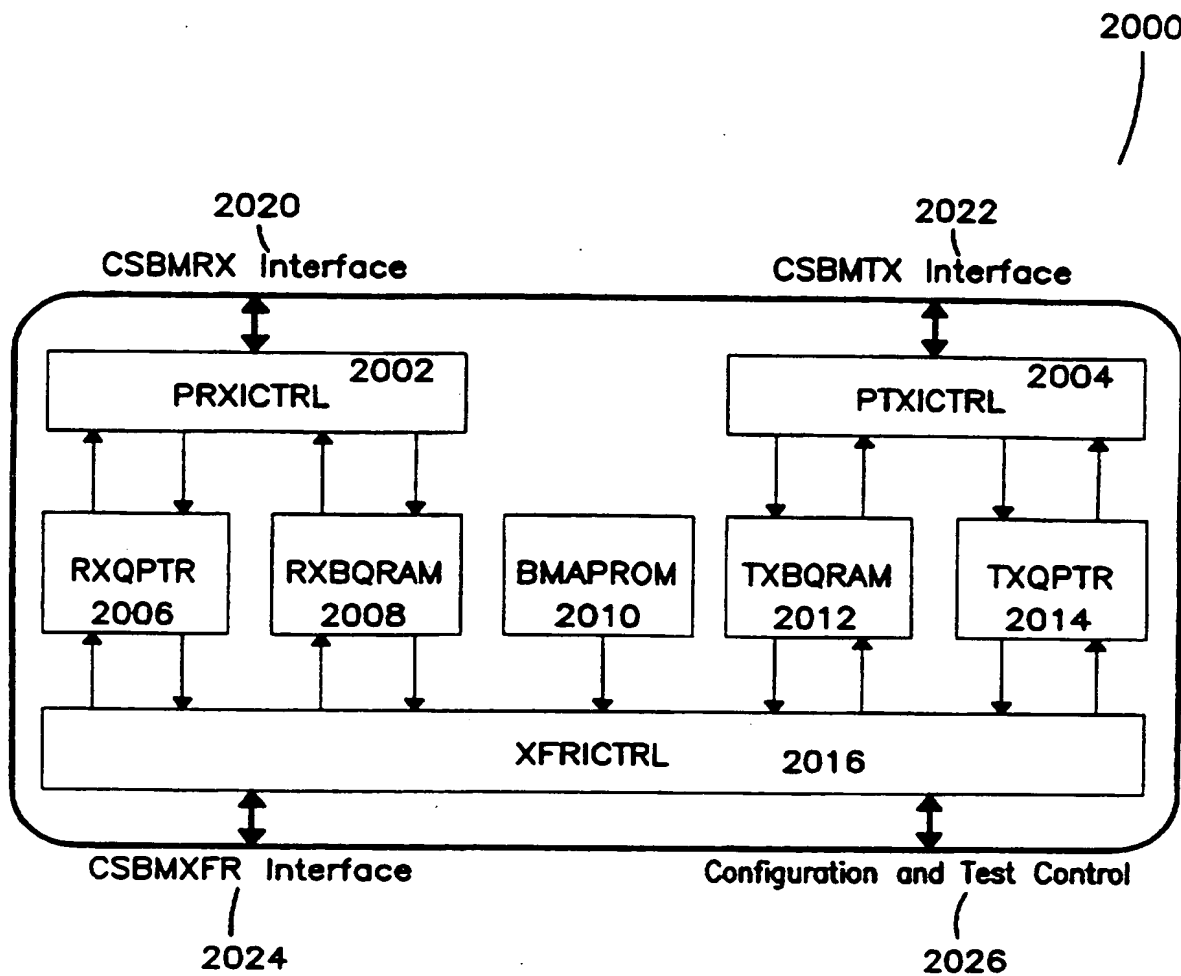 2000
2020
2022
CSBMRX Interface
CSBMTX Interface
2002
PRXICTRL
2004
PTXICTRL
RXQPTR
2006
RXBQRAM
2008
BMAPROM
2010
TXBQRAM
2012
TXQPTR
2014
XFRICTRL
2016
CSBMXFR Interface
Configuration and Test Control
2024
2026